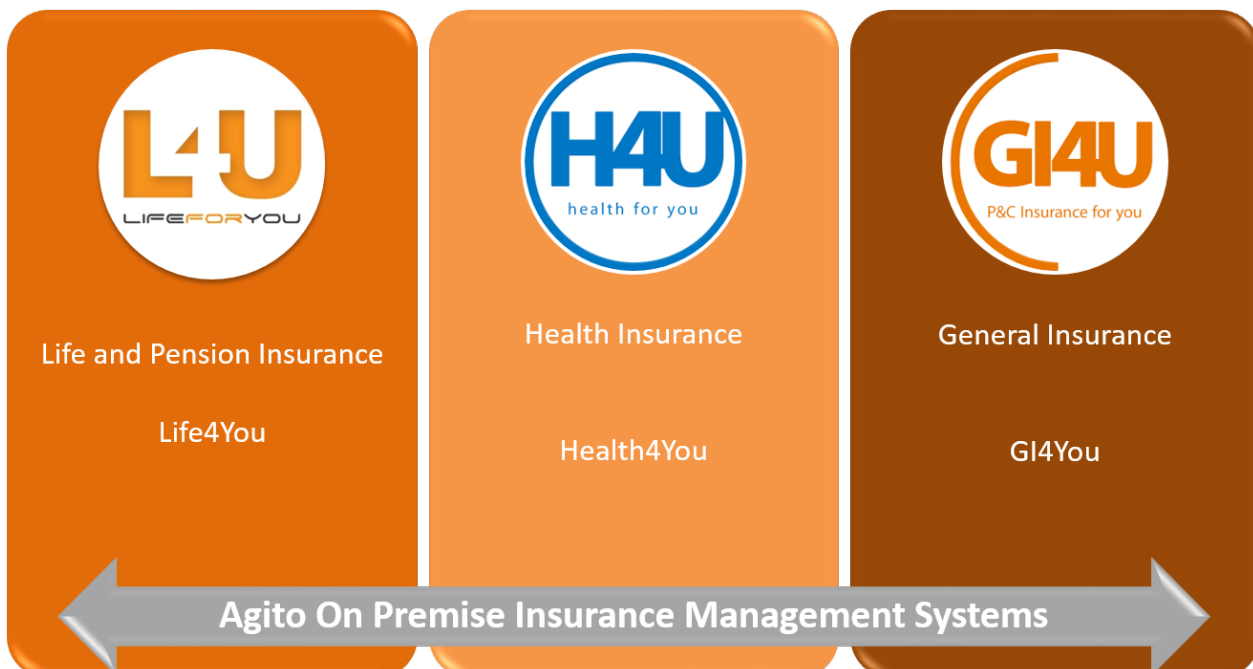 L4U
LIFEFORYOU
Life and Pension Insurance
Life4You
H4U
health for you
Health Insurance
Health4You
GI4U
P&C Insurance for you
General Insurance
GI4You
Agito On Premise Insurance Management Systems